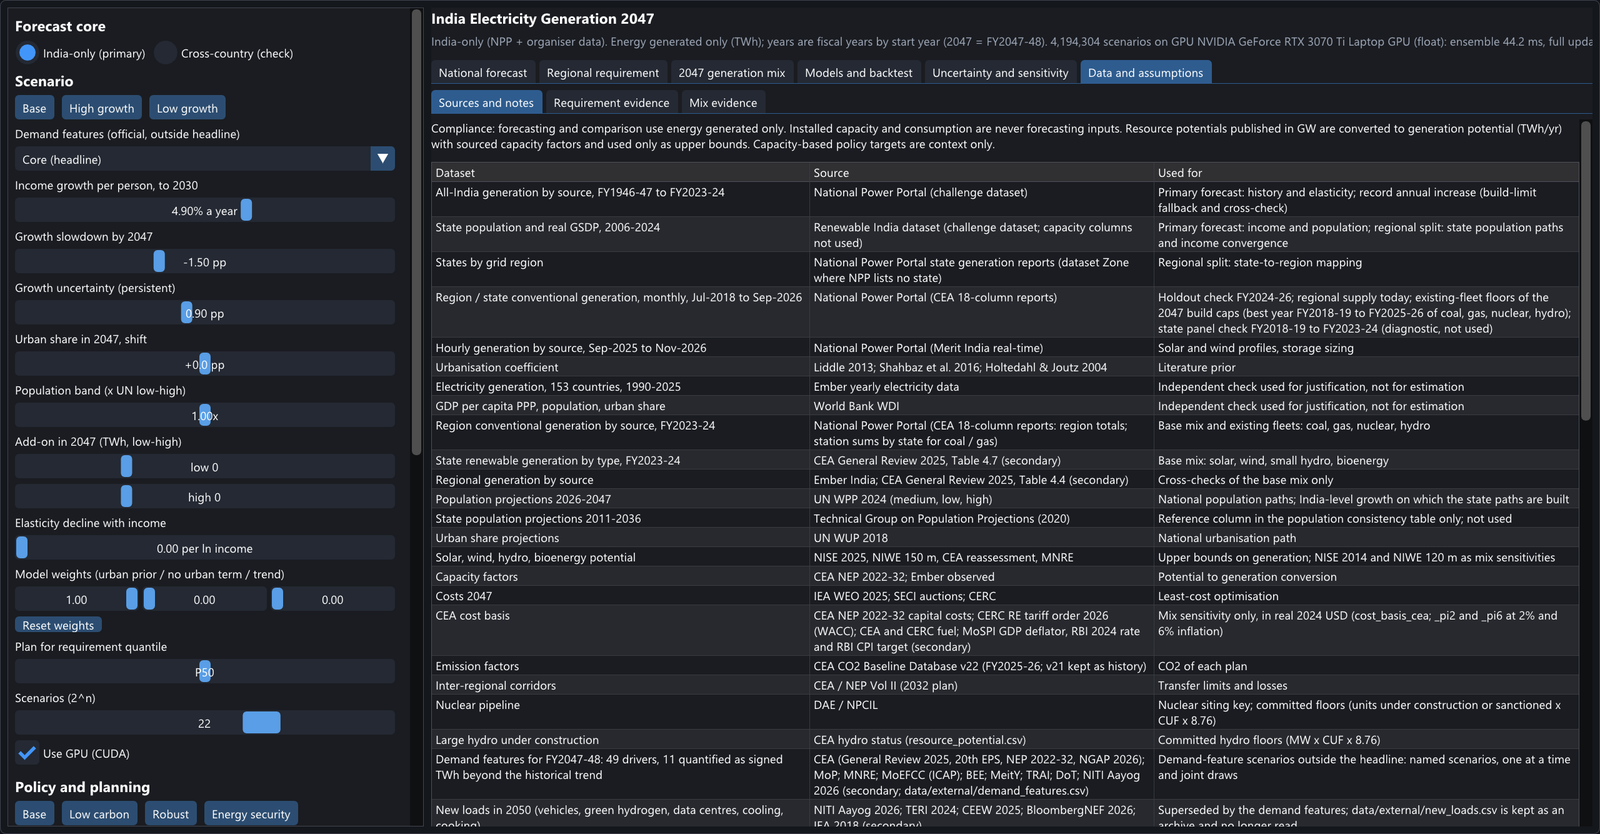 Forecast core
India-only (primary)
Cross-country (check)
Scenario
Base
High growth
Low growth
Demand features (official, outside headline)
Core (headline)
Income growth per person, to 2030
4.90% a year
Growth slowdown by 2047
-1.50 pp
Growth uncertainty (persistent)
0.90 pp
Urban share in 2047, shift
+0.0 pp
Population band (x UN low-high)
1.00x
Add-on in 2047 (TWh, low-high)
low 0
high 0
Elasticity decline with income
0.00 per ln income
Model weights (urban prior / no urban term / trend)
1.00
0.00
0.00
Reset weights
Plan for requirement quantile
P50
Scenarios (2^n)
22
Use GPU (CUDA)
Policy and planning
Base
Low carbon
Robust
Energy security
India Electricity Generation 2047
India-only (NPP + organiser data). Energy generated only (TWh); years are fiscal years by start year (2047 = FY2047-48). 4,194,304 scenarios on GPU NVIDIA GeForce RTX 3070 Ti Laptop GPU (float): ensemble 44.2 ms, full upda
National forecast
Regional requirement
2047 generation mix
Models and backtest
Uncertainty and sensitivity
Data and assumptions
Sources and notes
Requirement evidence
Mix evidence
Compliance: forecasting and comparison use energy generated only. Installed capacity and consumption are never forecasting inputs. Resource potentials published in GW are converted to generation potential (TWh/yr)
with sourced capacity factors and used only as upper bounds. Capacity-based policy targets are context only.
Dataset
Source
Used for
All-India generation by source, FY1946-47 to FY2023-24
National Power Portal (challenge dataset)
Primary forecast: history and elasticity; record annual increase (build-limit
fallback and cross-check)
State population and real GSDP, 2006-2024
Renewable India dataset (challenge dataset; capacity columns
not used)
Primary forecast: income and population; regional split: state population paths
and income convergence
States by grid region
National Power Portal state generation reports (dataset Zone
where NPP lists no state)
Regional split: state-to-region mapping
Region / state conventional generation, monthly, Jul-2018 to Sep-2026
National Power Portal (CEA 18-column reports)
Holdout check FY2024-26; regional supply today; existing-fleet floors of the
2047 build caps (best year FY2018-19 to FY2025-26 of coal, gas, nuclear, hydro);
state panel check FY2018-19 to FY2023-24 (diagnostic, not used)
Hourly generation by source, Sep-2025 to Nov-2026
National Power Portal (Merit India real-time)
Solar and wind profiles, storage sizing
Urbanisation coefficient
Liddle 2013; Shahbaz et al. 2016; Holtedahl & Joutz 2004
Literature prior
Electricity generation, 153 countries, 1990-2025
Ember yearly electricity data
Independent check used for justification, not for estimation
GDP per capita PPP, population, urban share
World Bank WDI
Independent check used for justification, not for estimation
Region conventional generation by source, FY2023-24
National Power Portal (CEA 18-column reports: region totals;
station sums by state for coal / gas)
Base mix and existing fleets: coal, gas, nuclear, hydro
State renewable generation by type, FY2023-24
CEA General Review 2025, Table 4.7 (secondary)
Base mix: solar, wind, small hydro, bioenergy
Regional generation by source
Ember India; CEA General Review 2025, Table 4.4 (secondary)
Cross-checks of the base mix only
Population projections 2026-2047
UN WPP 2024 (medium, low, high)
National population paths; India-level growth on which the state paths are built
State population projections 2011-2036
Technical Group on Population Projections (2020)
Reference column in the population consistency table only; not used
Urban share projections
UN WUP 2018
National urbanisation path
Solar, wind, hydro, bioenergy potential
NISE 2025, NIWE 150 m, CEA reassessment, MNRE
Upper bounds on generation; NISE 2014 and NIWE 120 m as mix sensitivities
Capacity factors
CEA NEP 2022-32; Ember observed
Potential to generation conversion
Costs 2047
IEA WEO 2025; SECI auctions; CERC
Least-cost optimisation
CEA cost basis
CEA NEP 2022-32 capital costs; CERC RE tariff order 2026
(WACC); CEA and CERC fuel; MoSPI GDP deflator, RBI 2024 rate
and RBI CPI target (secondary)
Mix sensitivity only, in real 2024 USD (cost_basis_cea; _pi2 and _pi6 at 2% and
6% inflation)
Emission factors
CEA CO2 Baseline Database v22 (FY2025-26; v21 kept as history)
CO2 of each plan
Inter-regional corridors
CEA / NEP Vol II (2032 plan)
Transfer limits and losses
Nuclear pipeline
DAE / NPCIL
Nuclear siting key; committed floors (units under construction or sanctioned x
CUF x 8.76)
Large hydro under construction
CEA hydro status (resource_potential.csv)
Committed hydro floors (MW x CUF x 8.76)
Demand features for FY2047-48: 49 drivers, 11 quantified as signed
TWh beyond the historical trend
CEA (General Review 2025, 20th EPS, NEP 2022-32, NGAP 2026);
MoP; MNRE; MoEFCC (ICAP); BEE; MeitY; TRAI; DoT; NITI Aayog
2026 (secondary; data/external/demand_features.csv)
Demand-feature scenarios outside the headline: named scenarios, one at a time
and joint draws
New loads in 2050 (vehicles, green hydrogen, data centres, cooling,
cooking)
NITI Aayog 2026; TERI 2024; CEEW 2025; BloombergNEF 2026;
IEA 2018 (secondary)
Superseded by the demand features; data/external/new_loads.csv is kept as an
archive and no longer read